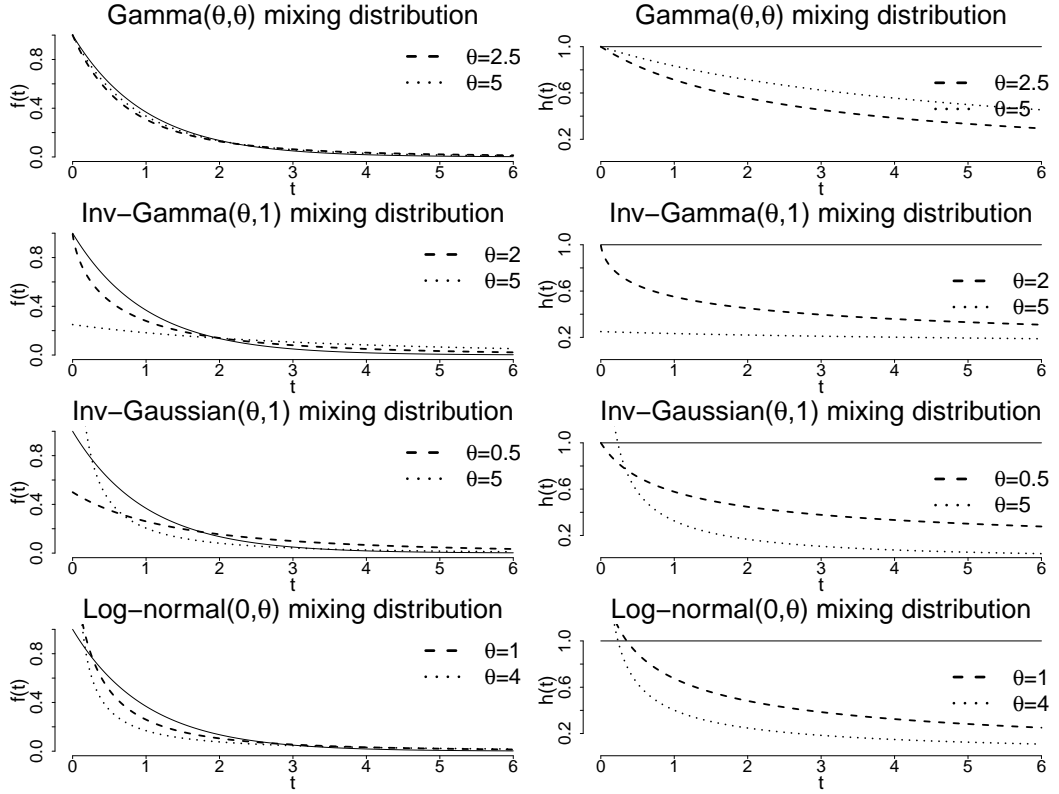 Gamma(θ,θ) mixing distribution
f(t)
0.0 0.4 0.8
θ=2.5
θ=5
0 1 2 3 4 5 6
t
Gamma(θ,θ) mixing distribution
h(t)
0.2 0.6 1.0
θ=2.5
θ=5
0 1 2 3 4 5 6
t
Inv−Gamma(θ,1) mixing distribution
f(t)
0.0 0.4 0.8
θ=2
θ=5
0 1 2 3 4 5 6
t
Inv−Gamma(θ,1) mixing distribution
h(t)
0.2 0.6 1.0
θ=2
θ=5
0 1 2 3 4 5 6
t
Inv−Gaussian(θ,1) mixing distribution
f(t)
0.0 0.4 0.8
θ=0.5
θ=5
0 1 2 3 4 5 6
t
Inv−Gaussian(θ,1) mixing distribution
h(t)
0.2 0.6 1.0
θ=0.5
θ=5
0 1 2 3 4 5 6
t
Log−normal(0,θ) mixing distribution
f(t)
0.0 0.4 0.8
θ=1
θ=4
0 1 2 3 4 5 6
t
Log−normal(0,θ) mixing distribution
h(t)
0.2 0.6 1.0
θ=1
θ=4
0 1 2 3 4 5 6
t